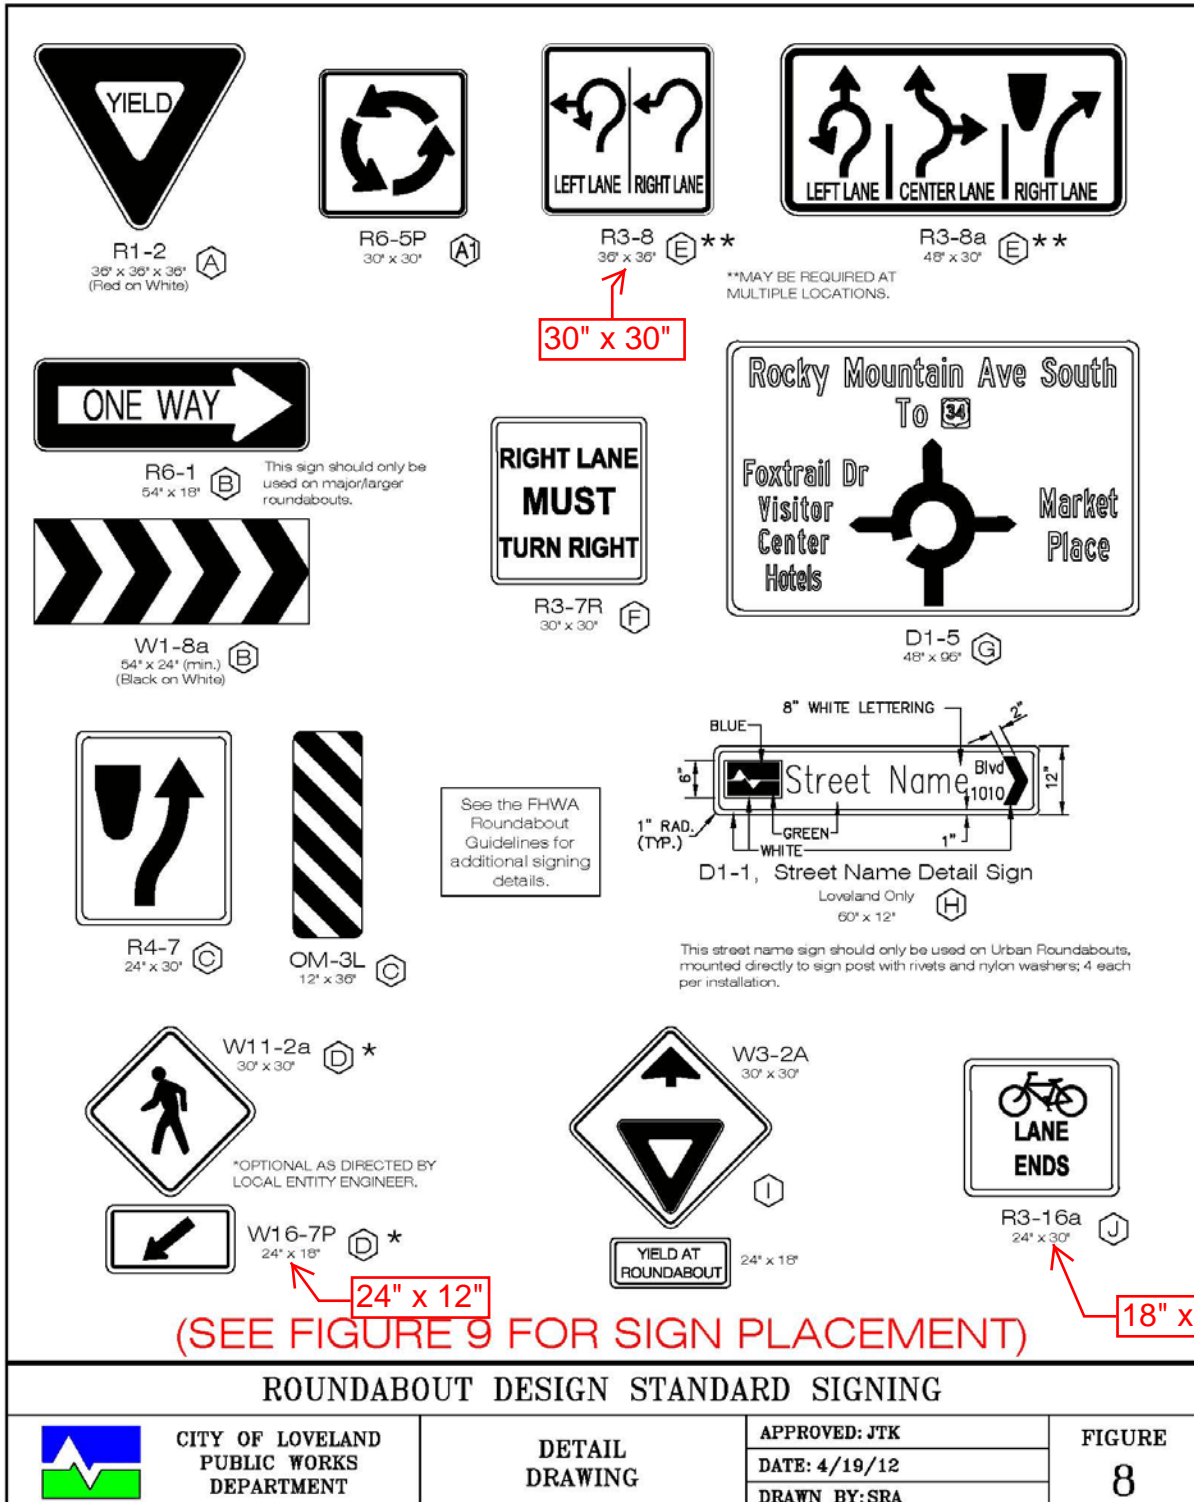 YIELD
R1-2
36" x 36" x 36"
(Red on White)
A
R6-5P
30" x 30"
A1
LEFT LANE RIGHT LANE
R3-8
36" x 36"
E **
30" x 30"
LEFT LANE CENTER LANE RIGHT LANE
R3-8a
48" x 30"
E **
**MAY BE REQUIRED AT
MULTIPLE LOCATIONS.
ONE WAY
R6-1
54" x 18"
B
This sign should only be
used on major/larger
roundabouts.
W1-8a
54" x 24" (min.)
(Black on White)
B
RIGHT LANE
MUST
TURN RIGHT
R3-7R
30" x 30"
F
Rocky Mountain Ave South
To 34
Foxtrail Dr
Visitor
Center
Hotels
Market
Place
D1-5
48" x 96"
G
R4-7
24" x 30"
C
OM-3L
12" x 36"
C
See the FHWA
Roundabout
Guidelines for
additional signing
details.
8" WHITE LETTERING
2"
BLUE
6"
Street Name
Blvd
1010
12"
1" RAD.
(TYP.)
GREEN
1"
WHITE
D1-1, Street Name Detail Sign
Loveland Only
60" x 12"
H
This street name sign should only be used on Urban Roundabouts,
mounted directly to sign post with rivets and nylon washers; 4 each
per installation.
W11-2a
30" x 30"
D *
*OPTIONAL AS DIRECTED BY
LOCAL ENTITY ENGINEER.
W16-7P
24" x 18"
D *
24" x 12"
W3-2A
30" x 30"
I
YIELD AT
ROUNDABOUT
24" x 18"
LANE
ENDS
R3-16a
24" x 30"
J
18" x
(SEE FIGURE 9 FOR SIGN PLACEMENT)
ROUNDABOUT DESIGN STANDARD SIGNING
CITY OF LOVELAND
PUBLIC WORKS
DEPARTMENT
DETAIL
DRAWING
APPROVED: JTK
DATE: 4/19/12
DRAWN BY: SRA
FIGURE
8